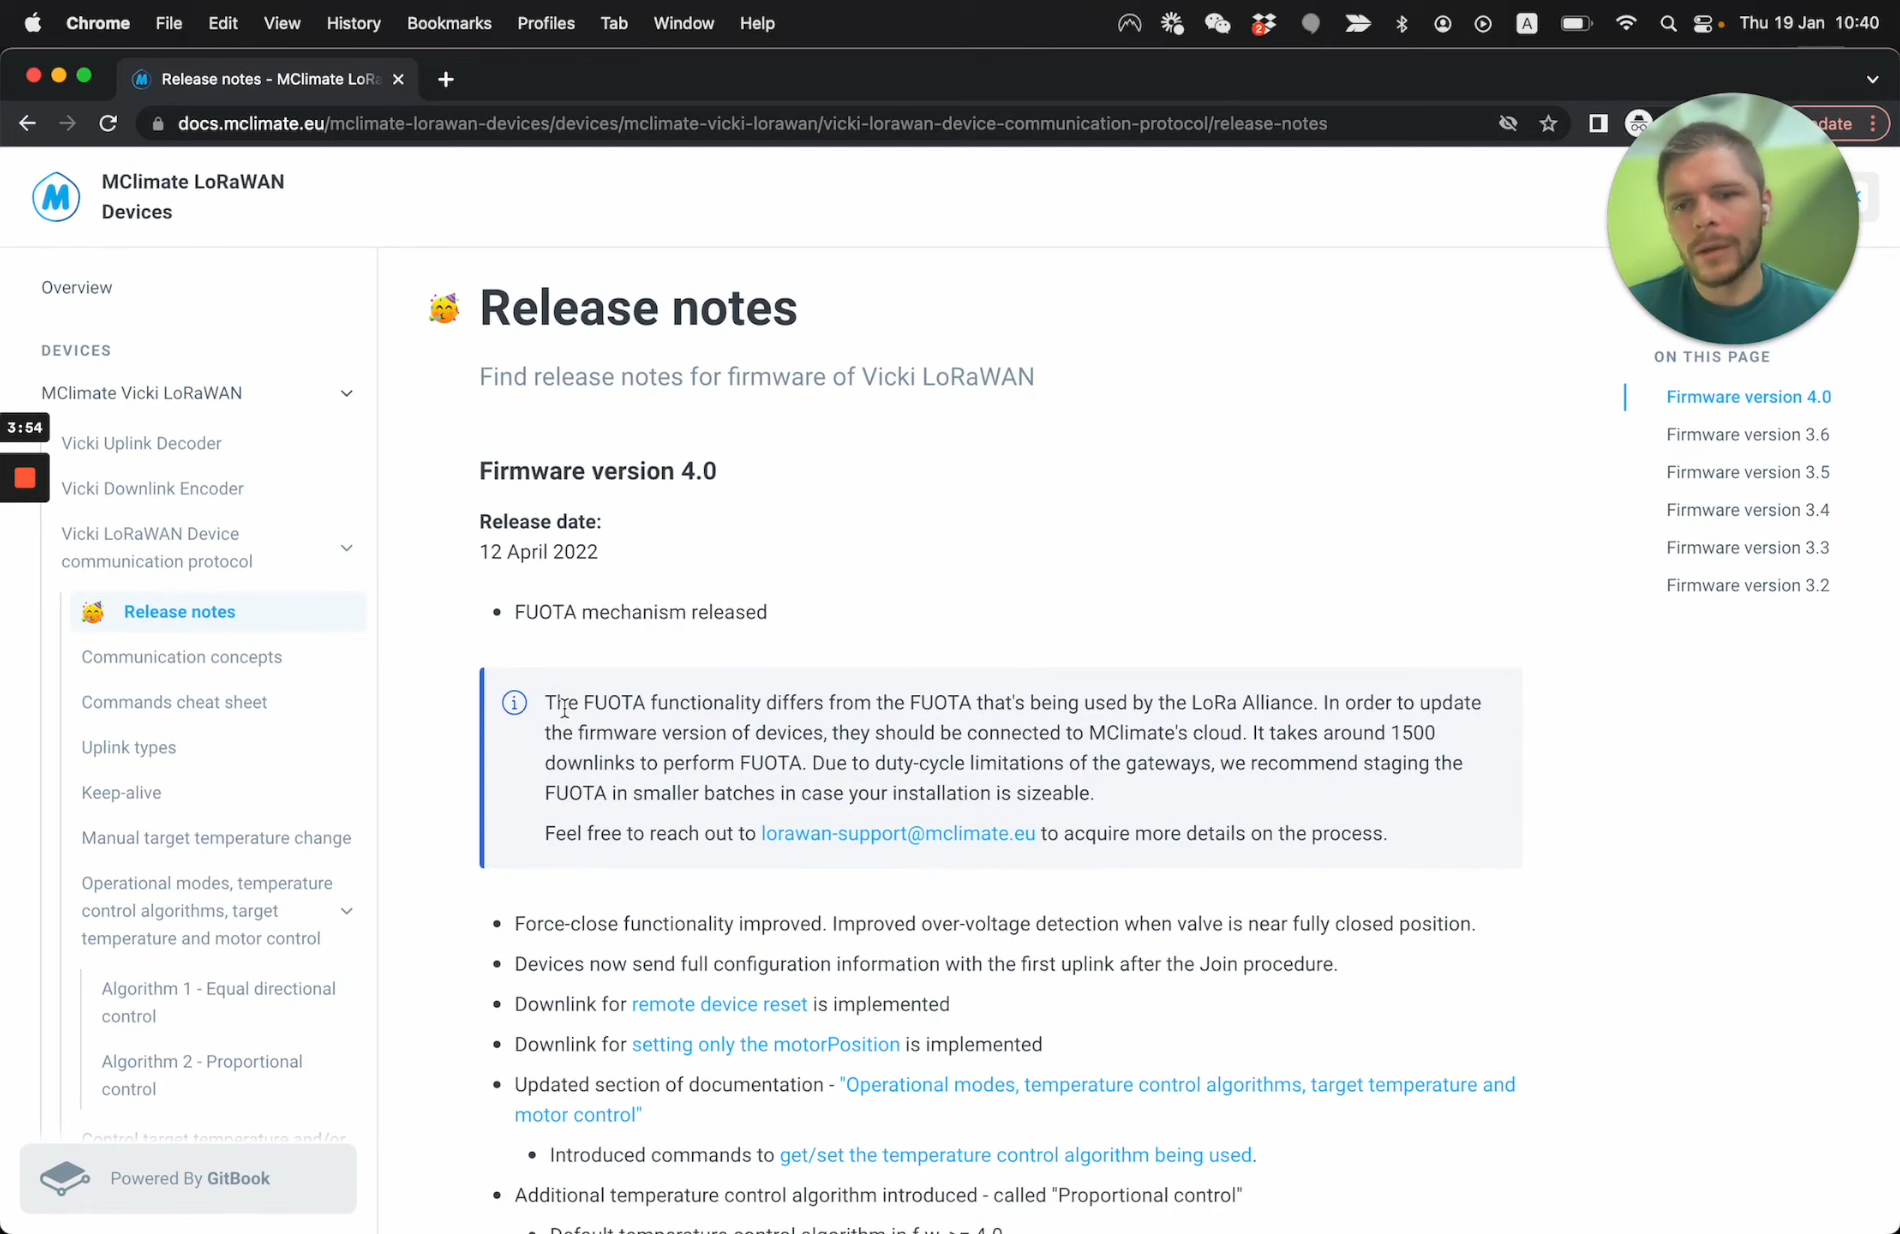 Chrome File Edit View History Bookmarks Profiles Tab Window Help
2 A Thu 19 Jan 10:40
Release notes - MClimate LoRa
docs.mclimate.eu/mclimate-lorawan-devices/devices/mclimate-vicki-lorawan/vicki-lorawan-device-communication-protocol/release-notes
MClimate LoRaWAN
Devices
Overview
DEVICES
MClimate Vicki LoRaWAN
3:54
Vicki Uplink Decoder
Vicki Downlink Encoder
Vicki LoRaWAN Device
communication protocol
Release notes
Communication concepts
Commands cheat sheet
Uplink types
Keep-alive
Manual target temperature change
Operational modes, temperature
control algorithms, target
temperature and motor control
Algorithm 1 - Equal directional
control
Algorithm 2 - Proportional
control
Control target temperature and/or
Powered By GitBook
Release notes
Find release notes for firmware of Vicki LoRaWAN
Firmware version 4.0
Release date:
12 April 2022
• FUOTA mechanism released
The FUOTA functionality differs from the FUOTA that's being used by the LoRa Alliance. In order to update
the firmware version of devices, they should be connected to MClimate's cloud. It takes around 1500
downlinks to perform FUOTA. Due to duty-cycle limitations of the gateways, we recommend staging the
FUOTA in smaller batches in case your installation is sizeable.
Feel free to reach out to lorawan-support@mclimate.eu to acquire more details on the process.
• Force-close functionality improved. Improved over-voltage detection when valve is near fully closed position.
• Devices now send full configuration information with the first uplink after the Join procedure.
• Downlink for remote device reset is implemented
• Downlink for setting only the motorPosition is implemented
• Updated section of documentation - "Operational modes, temperature control algorithms, target temperature and
motor control"
• Introduced commands to get/set the temperature control algorithm being used.
• Additional temperature control algorithm introduced - called "Proportional control"
• Default temperature control algorithm in f.w. >= 4.0
ON THIS PAGE
Firmware version 4.0
Firmware version 3.6
Firmware version 3.5
Firmware version 3.4
Firmware version 3.3
Firmware version 3.2